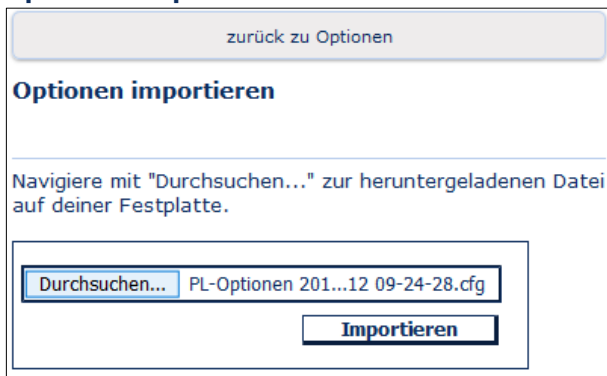 zurück zu Optionen
Optionen importieren
Navigiere mit "Durchsuchen..." zur heruntergeladenen Datei
auf deiner Festplatte.
Durchsuchen... PL-Optionen 201...12 09-24-28.cfg
Importieren